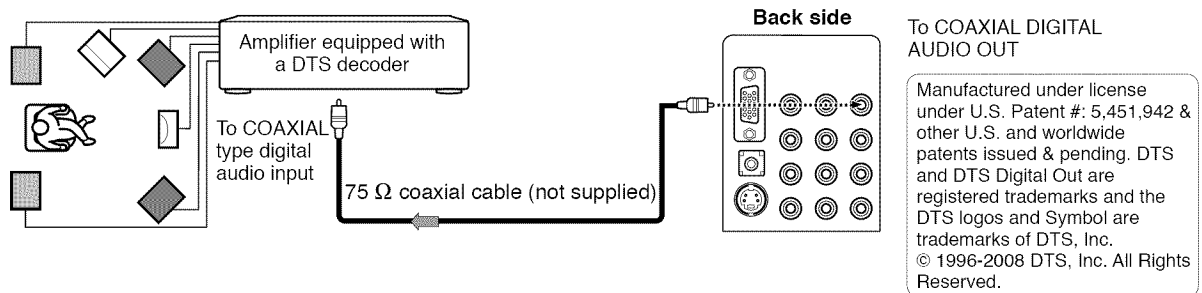 Amplifier equipped with
a DTS decoder
To COAXIAL
type digital
audio input
75 Ω coaxial cable (not supplied)
Back side
To COAXIAL DIGITAL
AUDIO OUT
Manufactured under license
under U.S. Patent #: 5,451,942 &
other U.S. and worldwide
patents issued & pending. DTS
and DTS Digital Out are
registered trademarks and the
DTS logos and Symbol are
trademarks of DTS, Inc.
© 1996-2008 DTS, Inc. All Rights
Reserved.